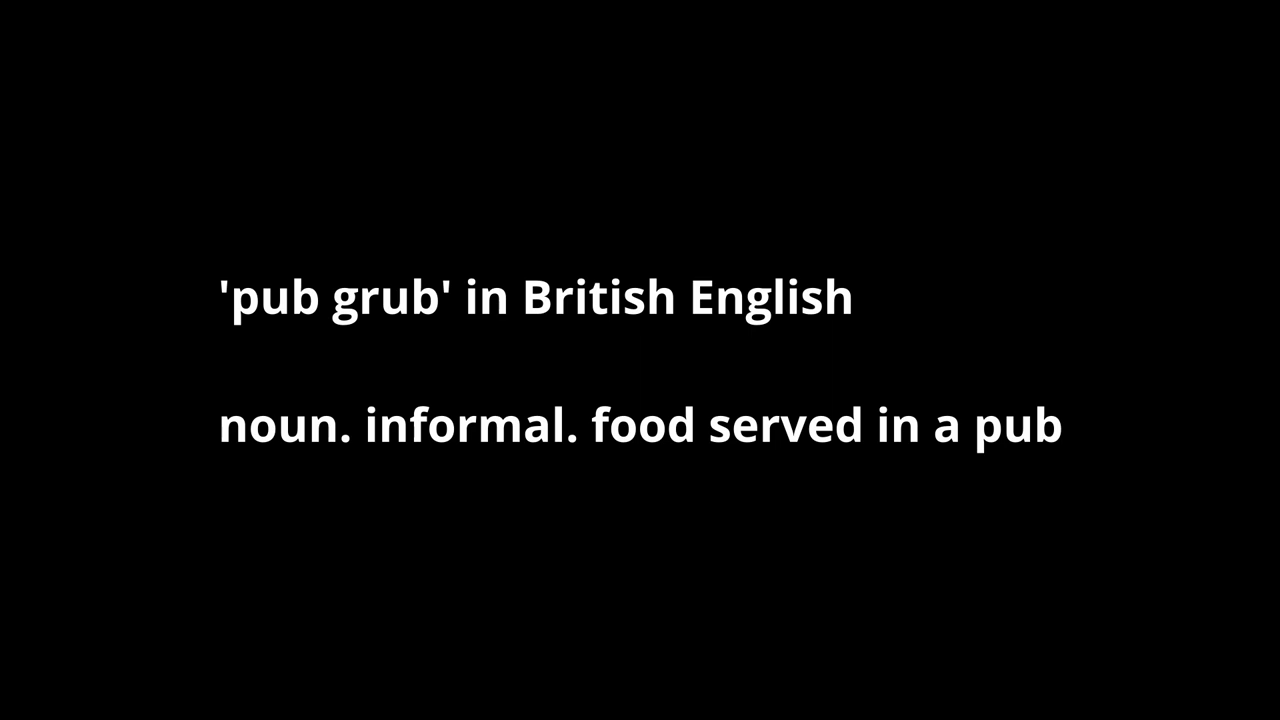 'pub grub' in British English
noun. informal. food served in a pub